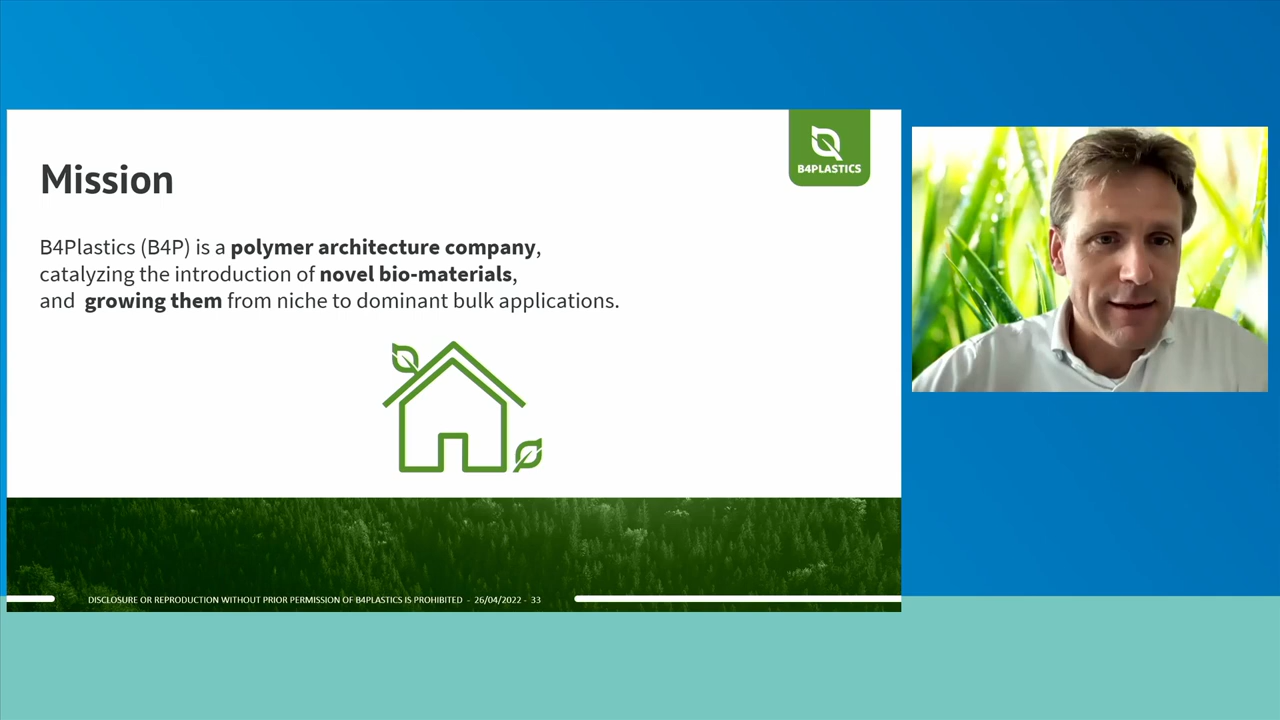 B4PLASTICS
Mission
B4Plastics (B4P) is a polymer architecture company,
catalyzing the introduction of novel bio-materials,
and growing them from niche to dominant bulk applications.
DISCLOSURE OR REPRODUCTION WITHOUT PRIOR PERMISSION OF B4PLASTICS IS PROHIBITED - 26/04/2022 - 33